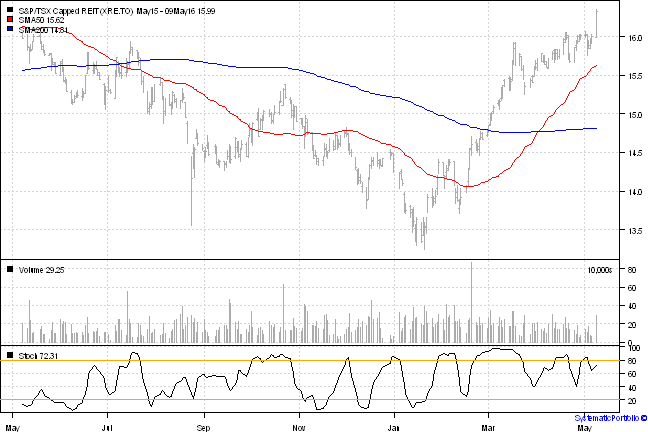 S&P/TSX Capped REIT (XRE.TO) May15 - 09May16 15.99
SMA50 15.62
SMA200 14.81
16.0
15.5
15.0
14.5
14.0
13.5
Volume 29.25
10,000s
80
60
40
20
0
Stoch 72.31
100
80
60
40
20
May
Jul
Sep
Nov
Jan
Mar
May
SystematicPortfolio ©